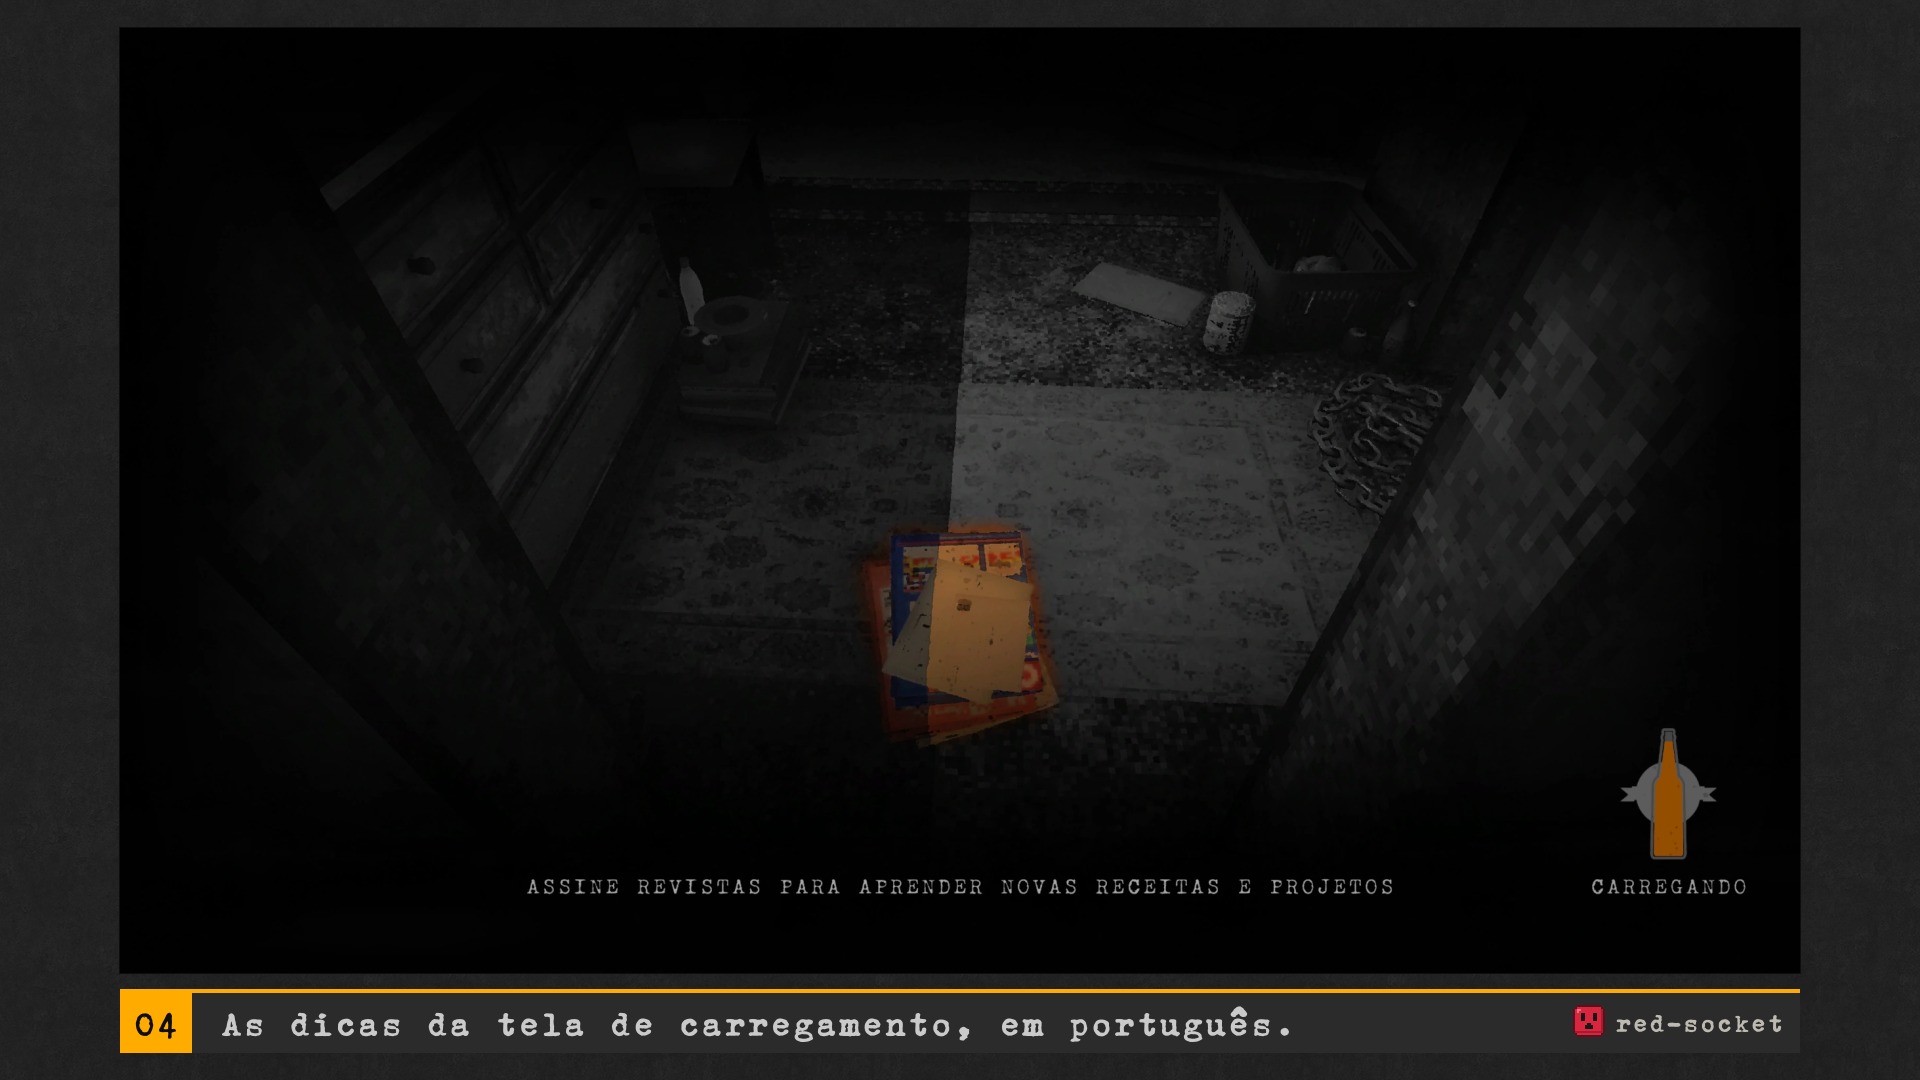 ASSINE REVISTAS PARA APRENDER NOVAS RECEITAS E PROJETOS
CARREGANDO
04
As dicas da tela de carregamento, em português.
red-socket